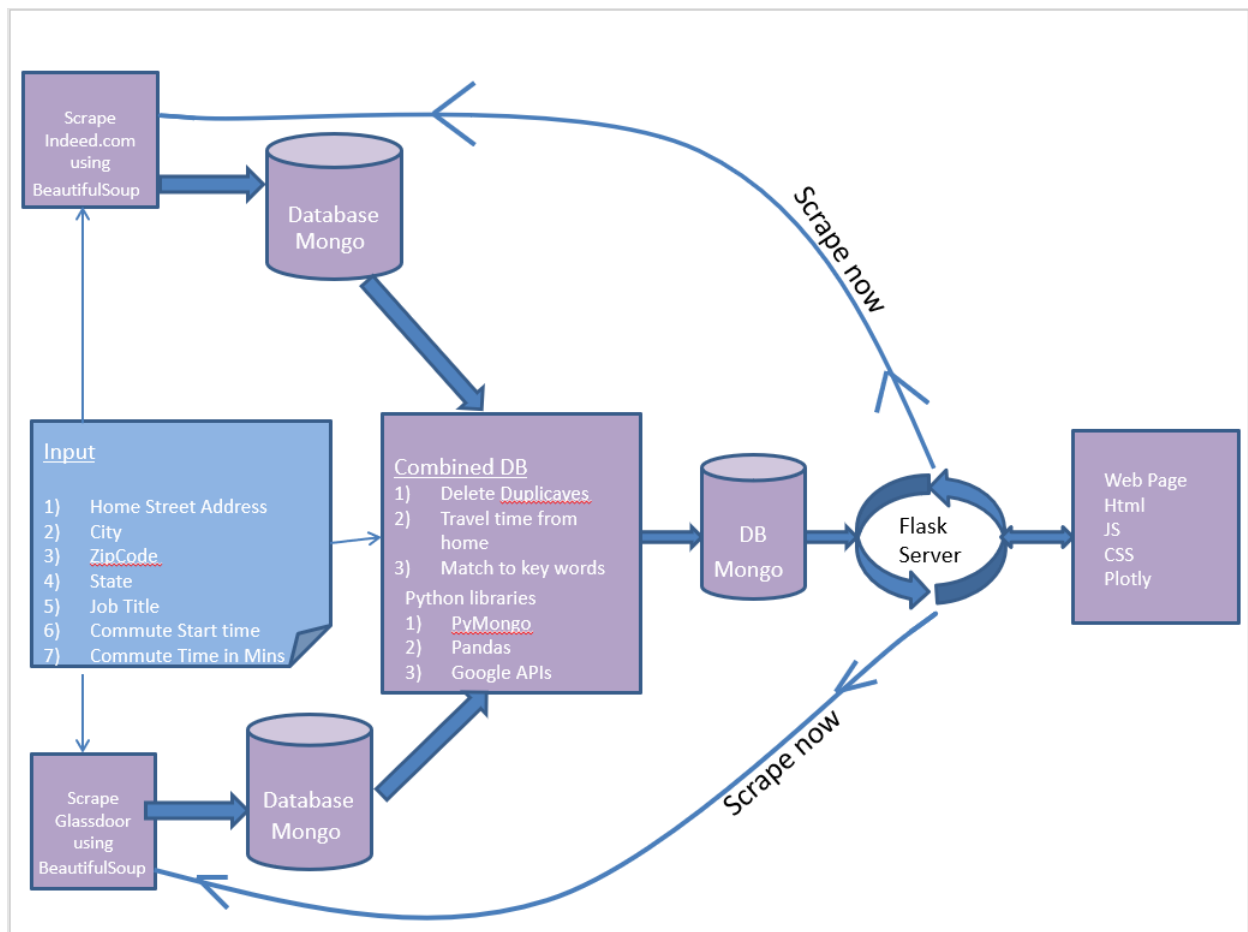 Scrape
Indeed.com
using
BeautifulSoup
Database
Mongo
Scrape now
Input
1) Home Street Address
2) City
3) ZipCode
4) State
5) Job Title
6) Commute Start time
7) Commute Time in Mins
Combined DB
1) Delete Duplicayes
2) Travel time from
home
3) Match to key words
Python libraries
1) PyMongo
2) Pandas
3) Google APIs
DB
Mongo
Flask
Server
Web Page
Html
JS
CSS
Plotly
Scrape
Glassdoor
using
BeautifulSoup
Database
Mongo
Scrape now